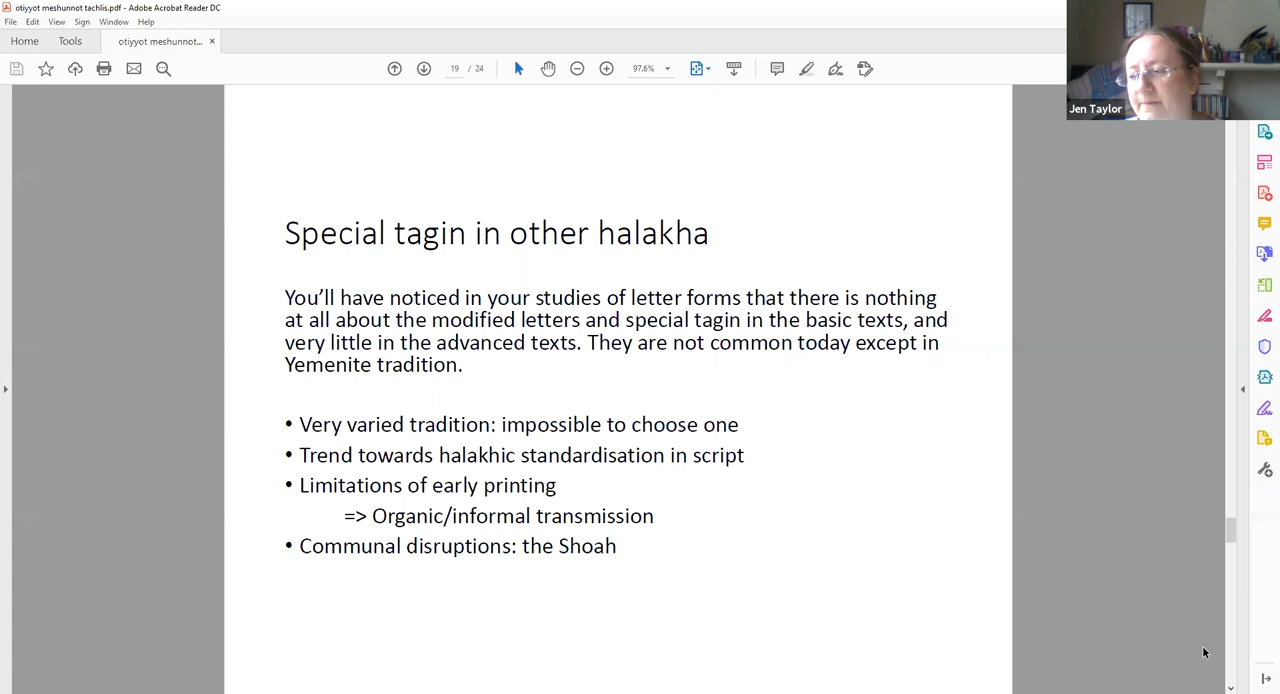 otiyyot meshunnot tachlis.pdf - Adobe Acrobat Reader DC
File Edit View Sign Window Help
Home Tools otiyyot meshunnot... ×
19 / 24 97.6%
Jen Taylor
Special tagin in other halakha
You’ll have noticed in your studies of letter forms that there is nothing
at all about the modified letters and special tagin in the basic texts, and
very little in the advanced texts. They are not common today except in
Yemenite tradition.
• Very varied tradition: impossible to choose one
• Trend towards halakhic standardisation in script
• Limitations of early printing
=> Organic/informal transmission
• Communal disruptions: the Shoah